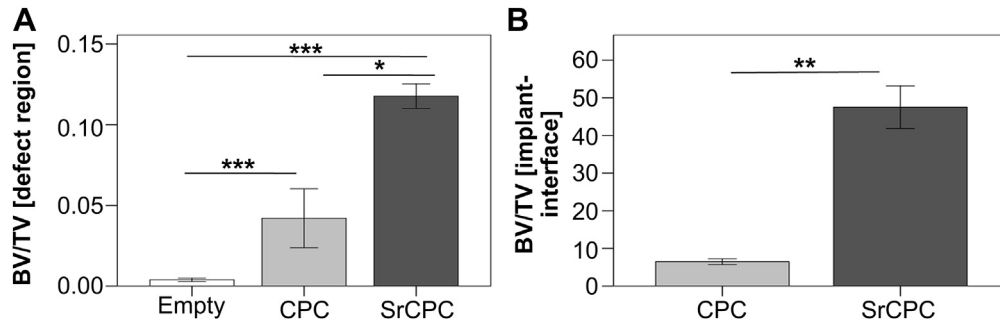 A
BV/TV [defect region]
0.15
0.10
0.05
0.00
***
*
***
Empty CPC SrCPC
B
BV/TV [implant-
interface]
60
50
40
30
20
10
0
**
CPC SrCPC